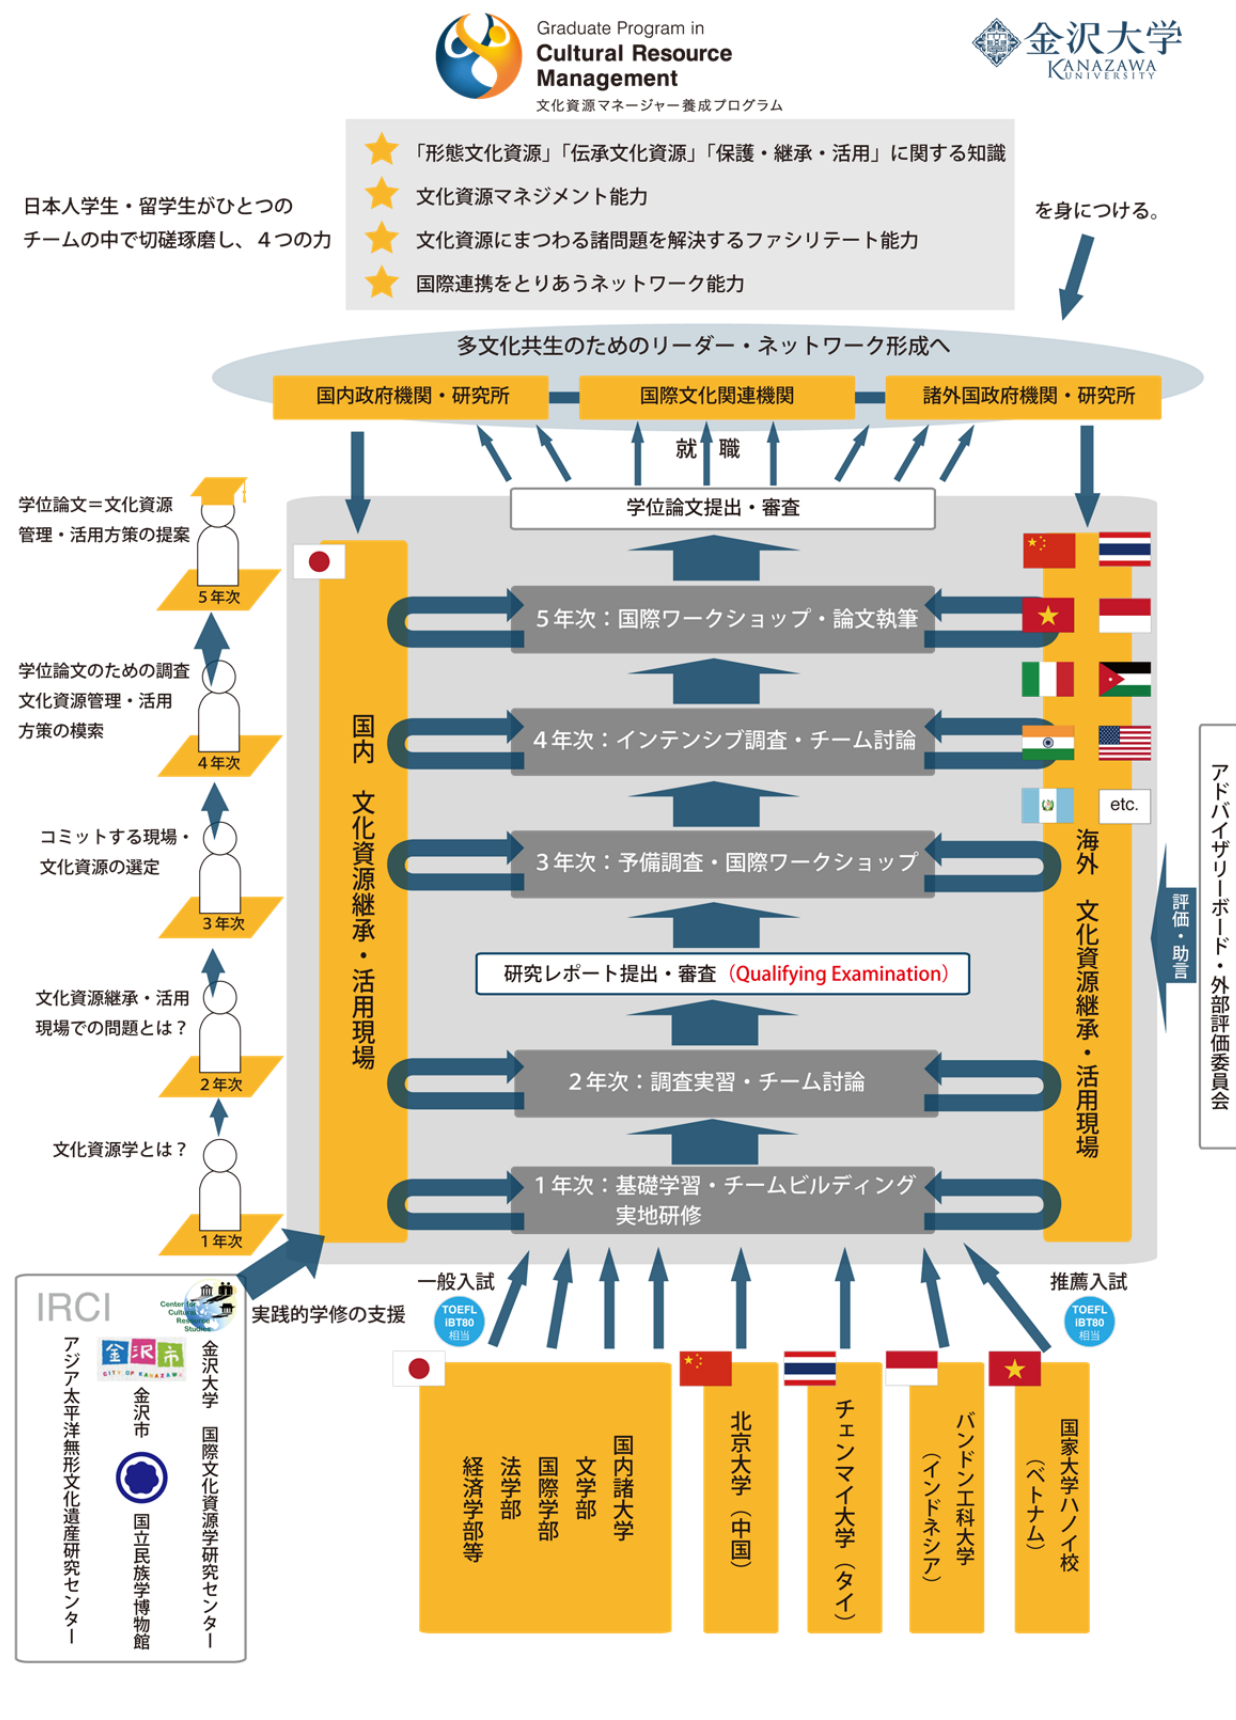 Graduate Program in
Cultural Resource
Management
文化資源マネージャー養成プログラム
金沢大学
KANAZAWA
UNIVERSITY
「形態文化資源」「伝承文化資源」「保護・継承・活用」に関する知識
文化資源マネジメント能力
文化資源にまつわる諸問題を解決するファシリテート能力
国際連携をとりあうネットワーク能力
日本人学生・留学生がひとつの
チームの中で切磋琢磨し、４つの力
を身につける。
多文化共生のためのリーダー・ネットワーク形成へ
国内政府機関・研究所
国際文化関連機関
諸外国政府機関・研究所
就 職
学位論文提出・審査
学位論文＝文化資源
管理・活用方策の提案
５年次
学位論文のための調査
文化資源管理・活用
方策の模索
４年次
コミットする現場・
文化資源の選定
３年次
文化資源継承・活用
現場での問題とは？
２年次
文化資源学とは？
１年次
国内 文化資源継承・活用現場
５年次：国際ワークショップ・論文執筆
４年次：インテンシブ調査・チーム討論
３年次：予備調査・国際ワークショップ
研究レポート提出・審査（Qualifying Examination）
２年次：調査実習・チーム討論
１年次：基礎学習・チームビルディング
実地研修
etc.
海外 文化資源継承・活用現場
評価・助言
アドバイザリーボード・外部評価委員会
IRCI
アジア太平洋無形文化遺産研究センター
金沢市
CITY OF KANAZAWA
金沢市
国立民族学博物館
Center for
Cultural
Resource
Studies
金沢大学 国際文化資源学研究センター
実践的学修の支援
一般入試
TOEFL
iBT80
相当
推薦入試
TOEFL
iBT80
相当
国内諸大学
文学部
国際学部
法学部
経済学部等
北京大学（中国）
チェンマイ大学（タイ）
バンドン工科大学
（インドネシア）
国家大学ハノイ校
（ベトナム）